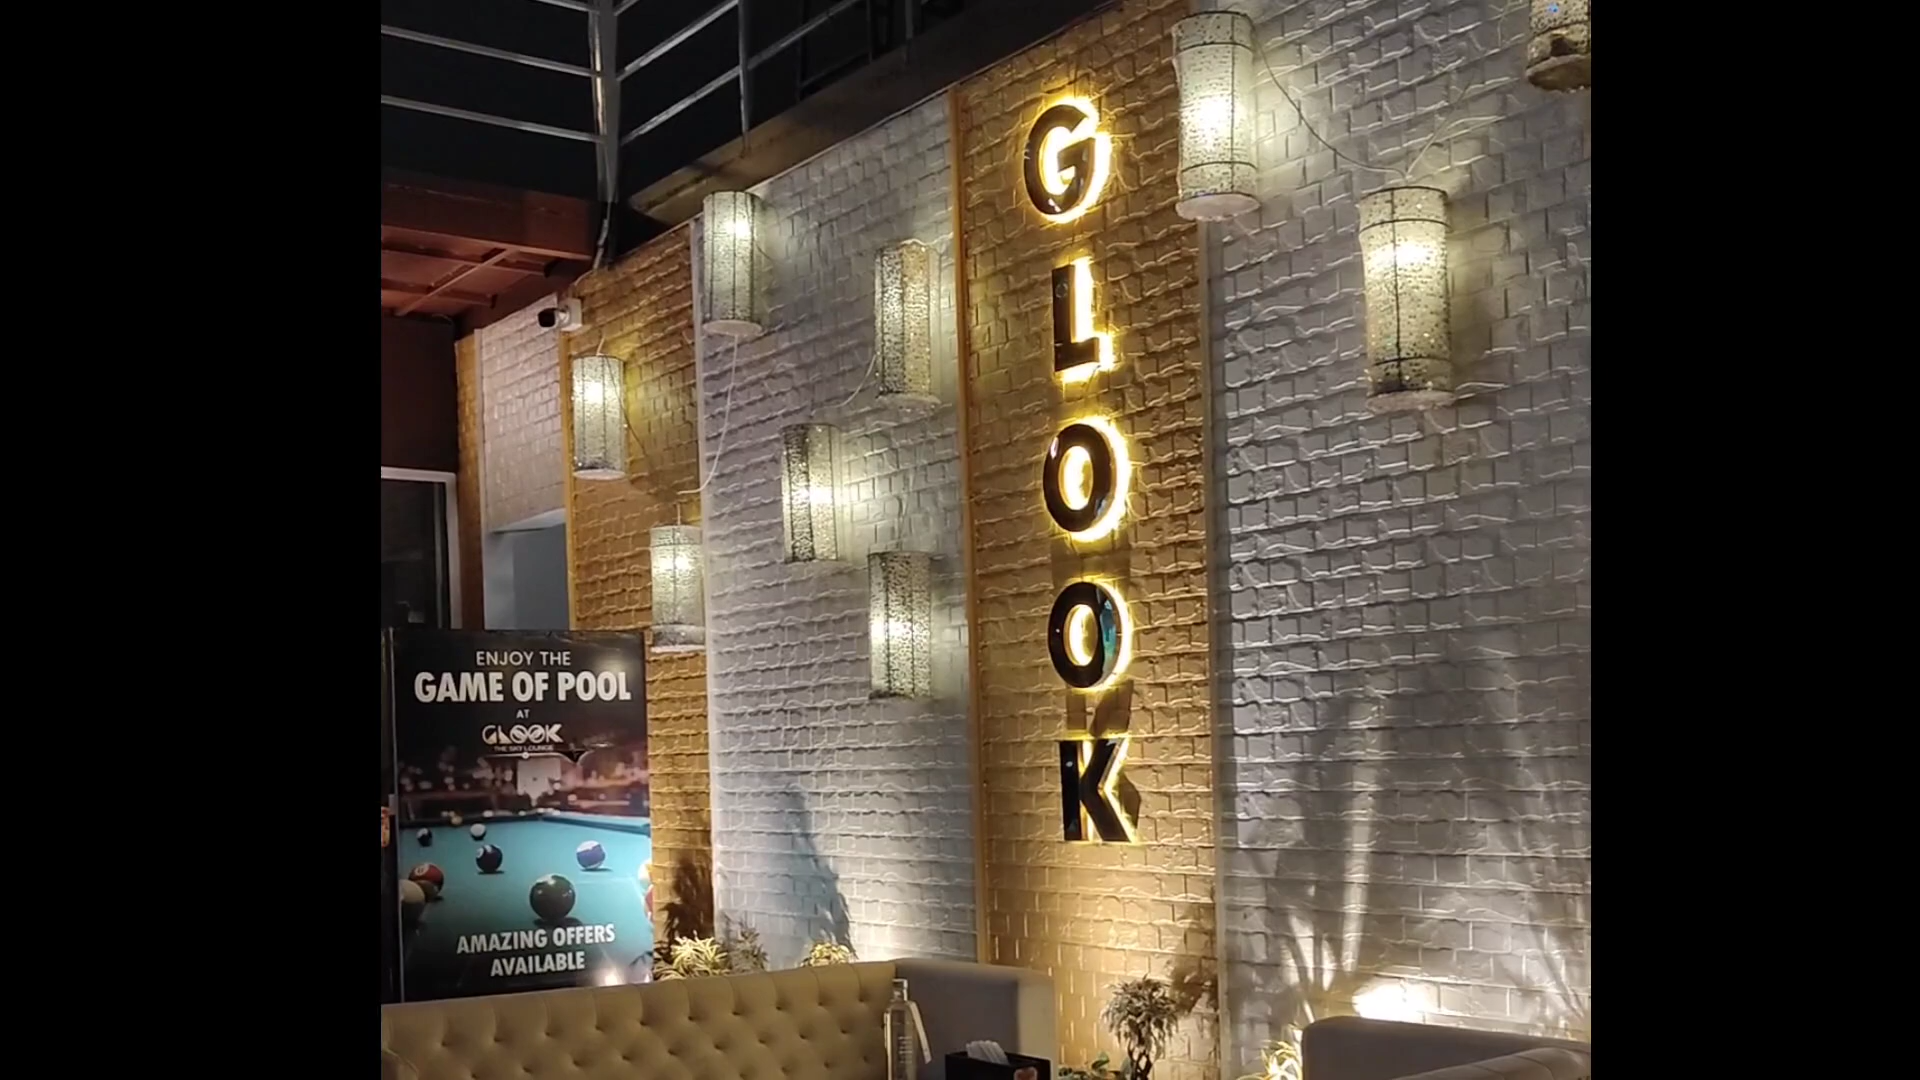 GLOOK
ENJOY THE
GAME OF POOL
AT
GLOOK
THE SKY LOUNGE
AMAZING OFFERS
AVAILABLE